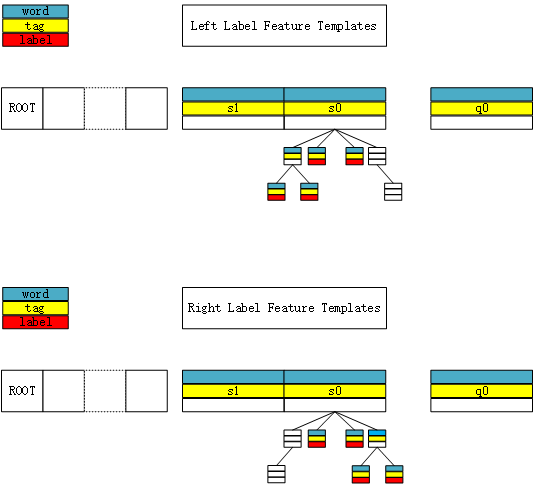 word
tag
label
Left Label Feature Templates
ROOT
s1
s0
q0
word
tag
label
Right Label Feature Templates
ROOT
s1
s0
q0